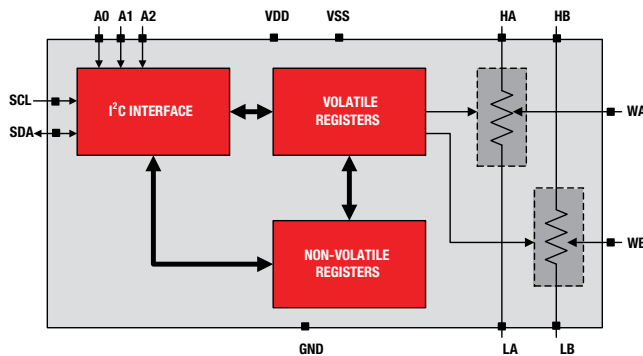 A0 A1 A2 VDD VSS HA HB
SCL
SDA
I²C INTERFACE
VOLATILE
REGISTERS
WA
NON-VOLATILE
REGISTERS
WB
GND LA LB